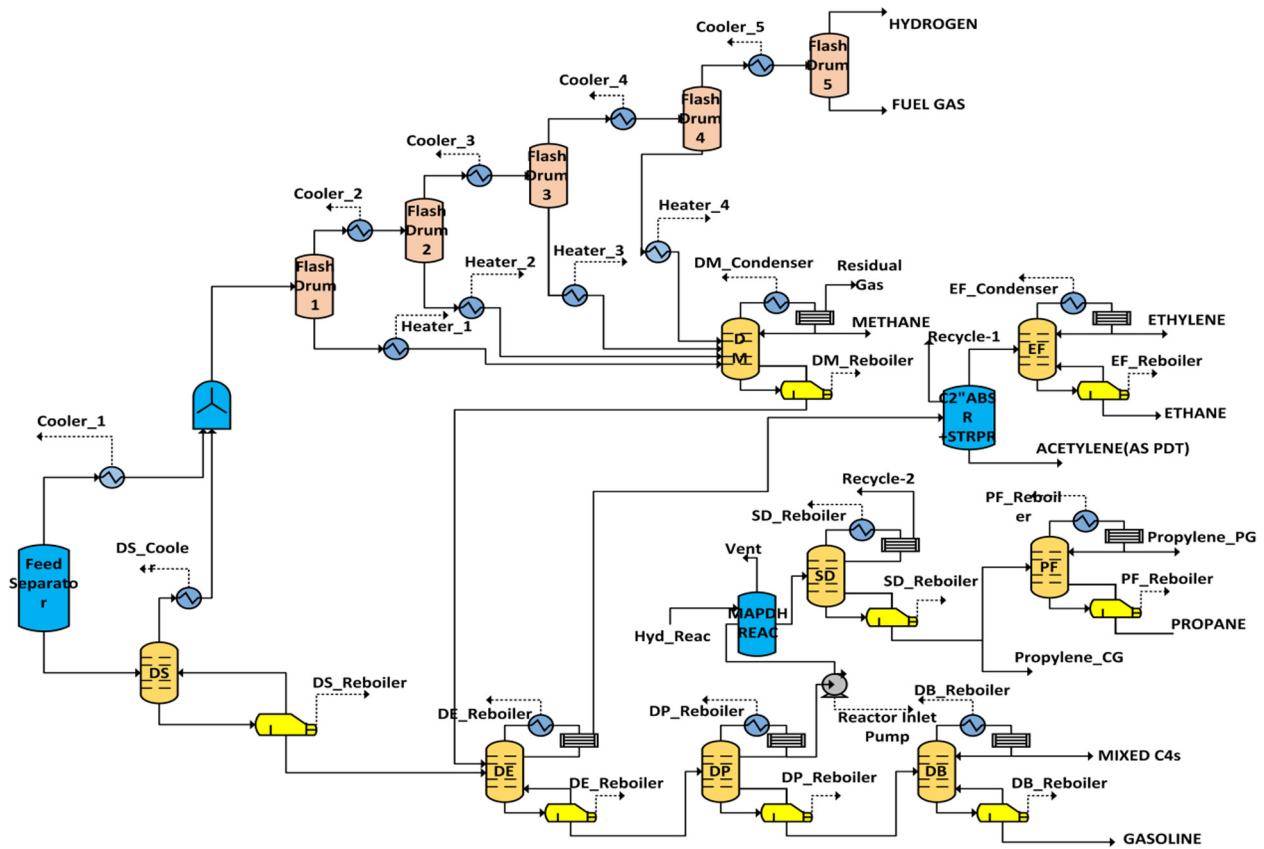 Cooler_5
HYDROGEN
Flash
Drum
5
FUEL GAS
Cooler_4
Flash
Drum
4
Cooler_3
Flash
Drum
3
Cooler_2
Flash
Drum
2
Heater_4
Heater_3
Heater_2
Flash
Drum
1
Heater_1
DM_Condenser
Residual
Gas
METHANE
D
M
DM_Reboiler
EF_Condenser
ETHYLENE
Recycle-1
EF
EF_Reboiler
C2"ABS
R
+STRPR
ETHANE
ACETYLENE(AS PDT)
Cooler_1
Recycle-2
SD_Reboiler
PF_Reboil
er
Propylene_PG
DS_Coole
r
Vent
Feed
Separato
r
SD
SD_Reboiler
PF
PF_Reboiler
MAPDH
REAC
Hyd_Reac
PROPANE
Propylene_CG
DS
DS_Reboiler
DE_Reboiler
DP_Reboiler
Reactor Inlet
Pump
DB_Reboiler
MIXED C4s
DE
DE_Reboiler
DP
DP_Reboiler
DB
DB_Reboiler
GASOLINE